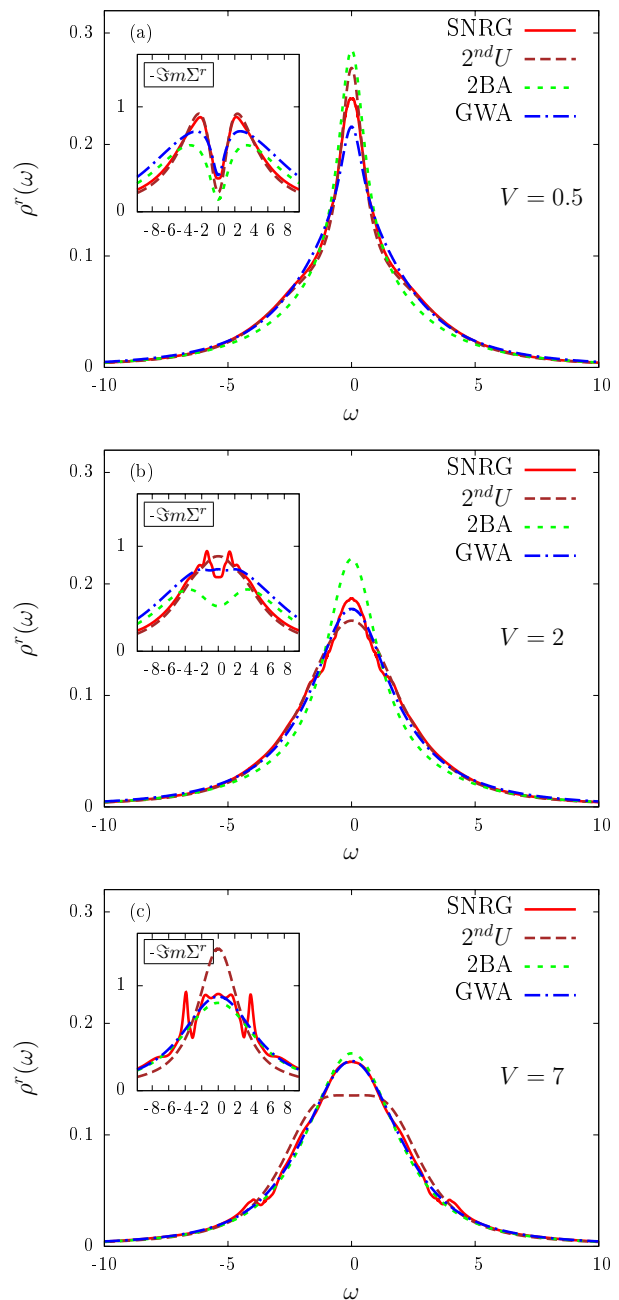 (a)
-ℑmΣ^r
SNRG
2^{nd}U
2BA
GWA
V = 0.5
ρ^r(ω)
0.3
0.2
0.1
0
1
0
-8 -6 -4 -2 0 2 4 6 8
-10 -5 0 5 10
ω
(b)
-ℑmΣ^r
SNRG
2^{nd}U
2BA
GWA
V = 2
ρ^r(ω)
0.3
0.2
0.1
0
1
0
-8 -6 -4 -2 0 2 4 6 8
-10 -5 0 5 10
ω
(c)
-ℑmΣ^r
SNRG
2^{nd}U
2BA
GWA
V = 7
ρ^r(ω)
0.3
0.2
0.1
0
1
0
-8 -6 -4 -2 0 2 4 6 8
-10 -5 0 5 10
ω